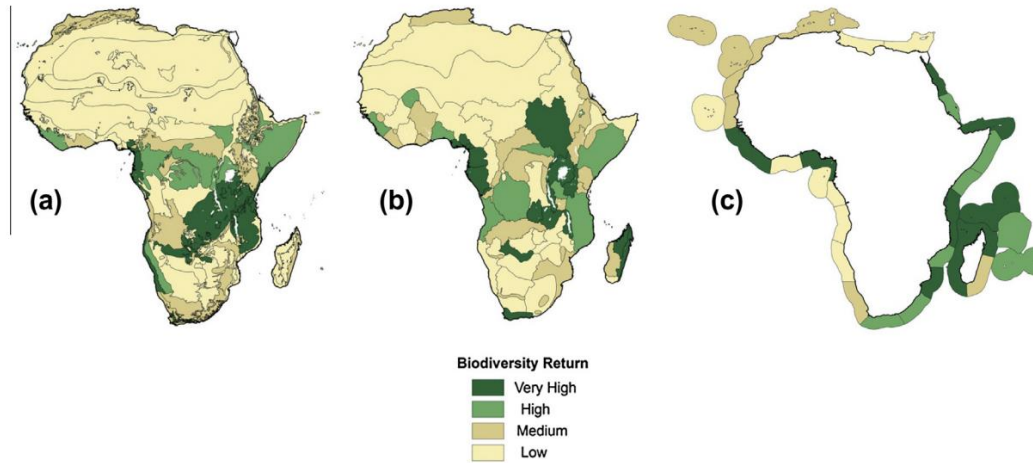 (a)
(b)
(c)
Biodiversity Return
Very High
High
Medium
Low